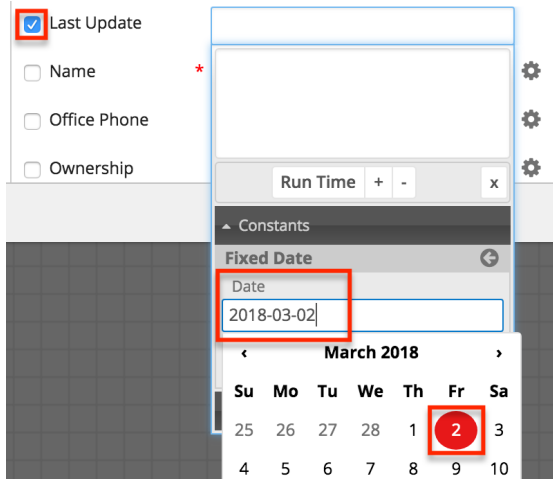 Last Update
Name *
Office Phone
Ownership
Run Time + - x
Constants
Fixed Date
Date
2018-03-02
‹ March 2018 ›
Su Mo Tu We Th Fr Sa
25 26 27 28 1 2 3
4 5 6 7 8 9 10